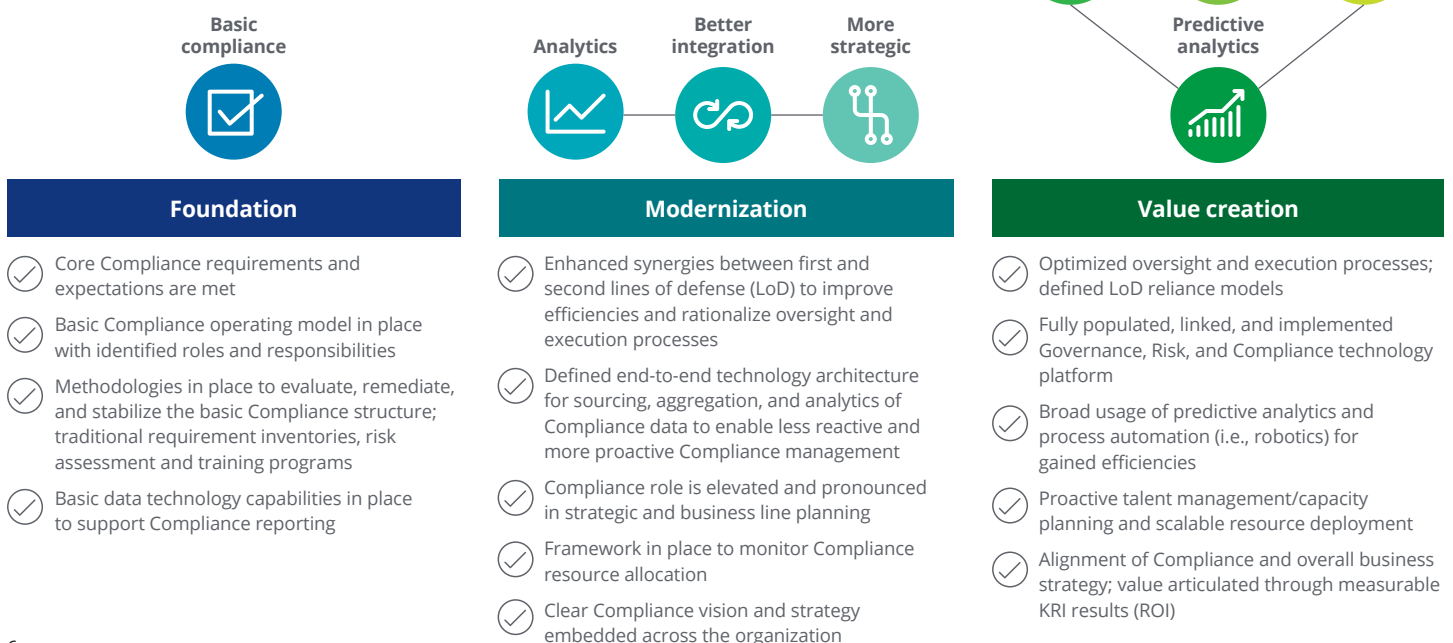 Basic
compliance
Analytics
Better
integration
More
strategic
Predictive
analytics
Foundation
Core Compliance requirements and
expectations are met
Basic Compliance operating model in place
with identified roles and responsibilities
Methodologies in place to evaluate, remediate,
and stabilize the basic Compliance structure;
traditional requirement inventories, risk
assessment and training programs
Basic data technology capabilities in place
to support Compliance reporting
Modernization
Enhanced synergies between first and
second lines of defense (LoD) to improve
efficiencies and rationalize oversight and
execution processes
Defined end-to-end technology architecture
for sourcing, aggregation, and analytics of
Compliance data to enable less reactive and
more proactive Compliance management
Compliance role is elevated and pronounced
in strategic and business line planning
Framework in place to monitor Compliance
resource allocation
Clear Compliance vision and strategy
embedded across the organization
Value creation
Optimized oversight and execution processes;
defined LoD reliance models
Fully populated, linked, and implemented
Governance, Risk, and Compliance technology
platform
Broad usage of predictive analytics and
process automation (i.e., robotics) for
gained efficiencies
Proactive talent management/capacity
planning and scalable resource deployment
Alignment of Compliance and overall business
strategy; value articulated through measurable
KRI results (ROI)